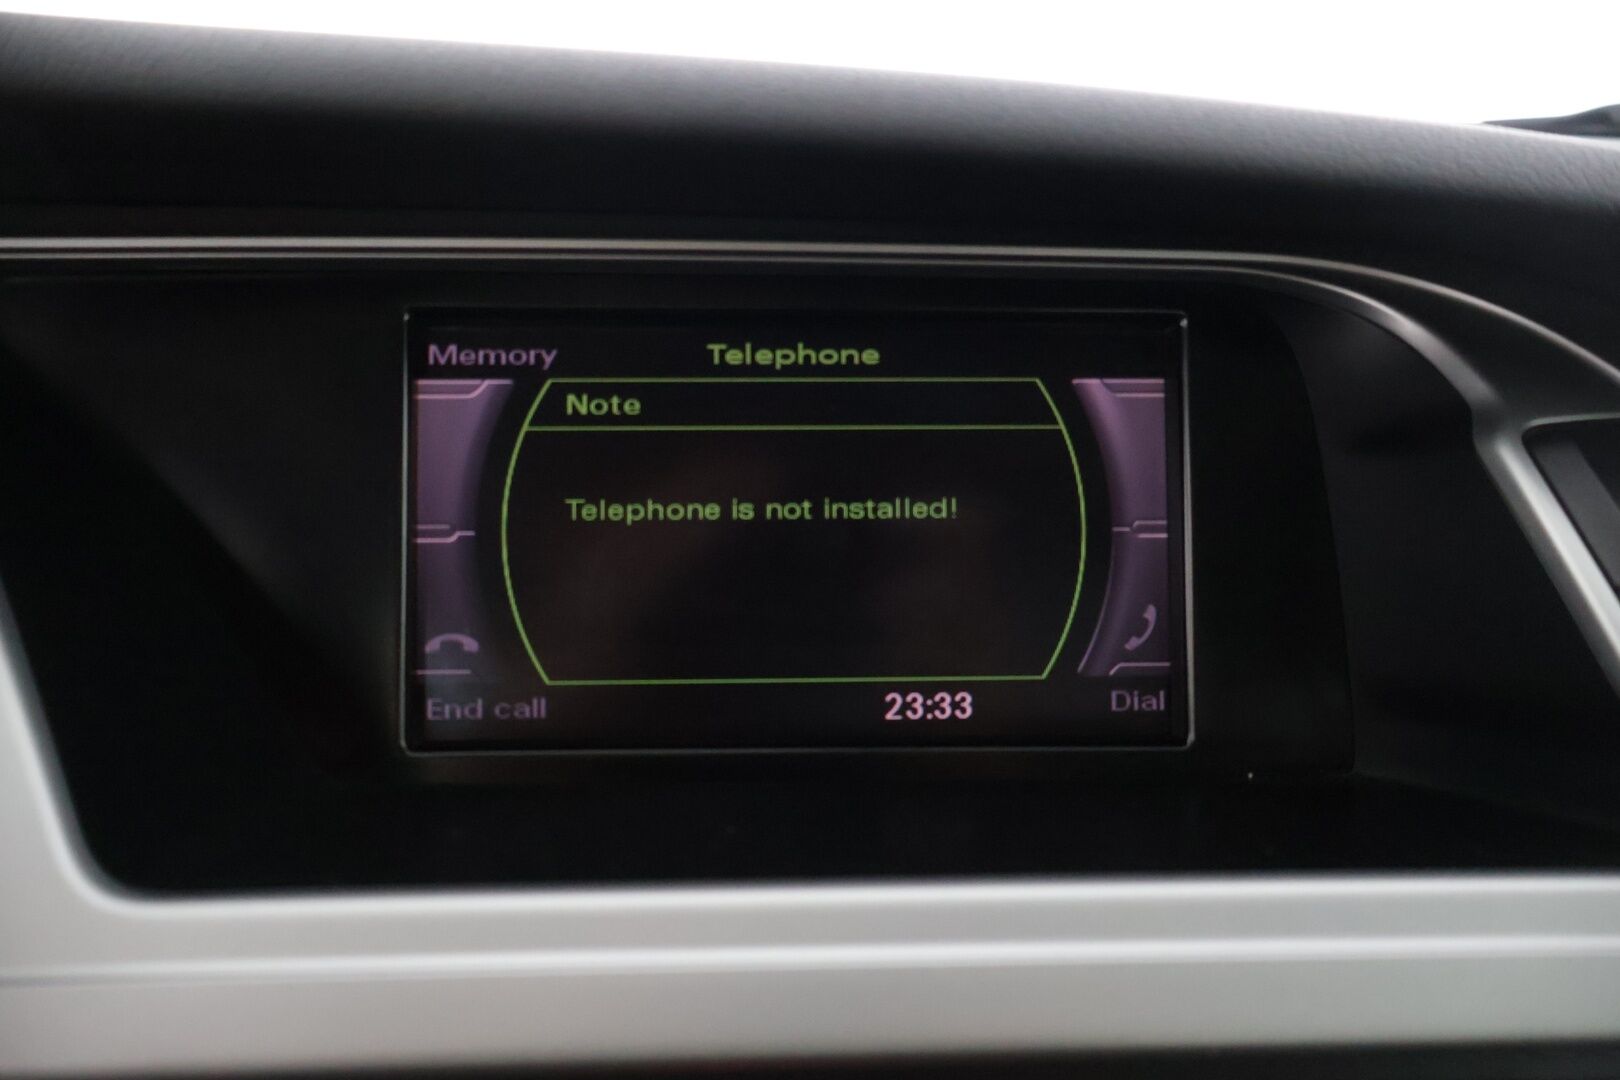 Memory Telephone
Note
Telephone is not installed!
End call 23:33 Dial